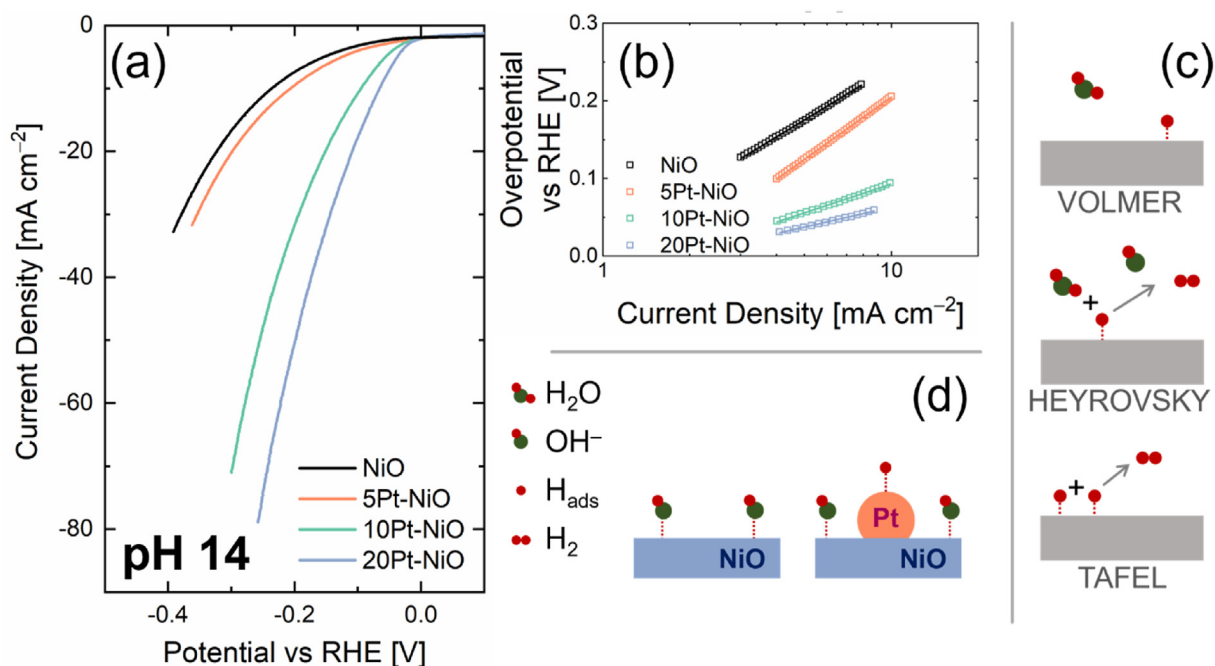 (a)
0
-20
-40
-60
-80
Current Density [mA cm⁻²]
NiO
5Pt-NiO
10Pt-NiO
20Pt-NiO
pH 14
-0.4
-0.2
0.0
Potential vs RHE [V]
(b)
0.3
0.2
0.1
0.0
Overpotential
vs RHE [V]
NiO
5Pt-NiO
10Pt-NiO
20Pt-NiO
1
10
Current Density [mA cm⁻²]
(c)
VOLMER
+
HEYROVSKY
+
TAFEL
(d)
H₂O
OH⁻
Hads
H₂
NiO
Pt
NiO